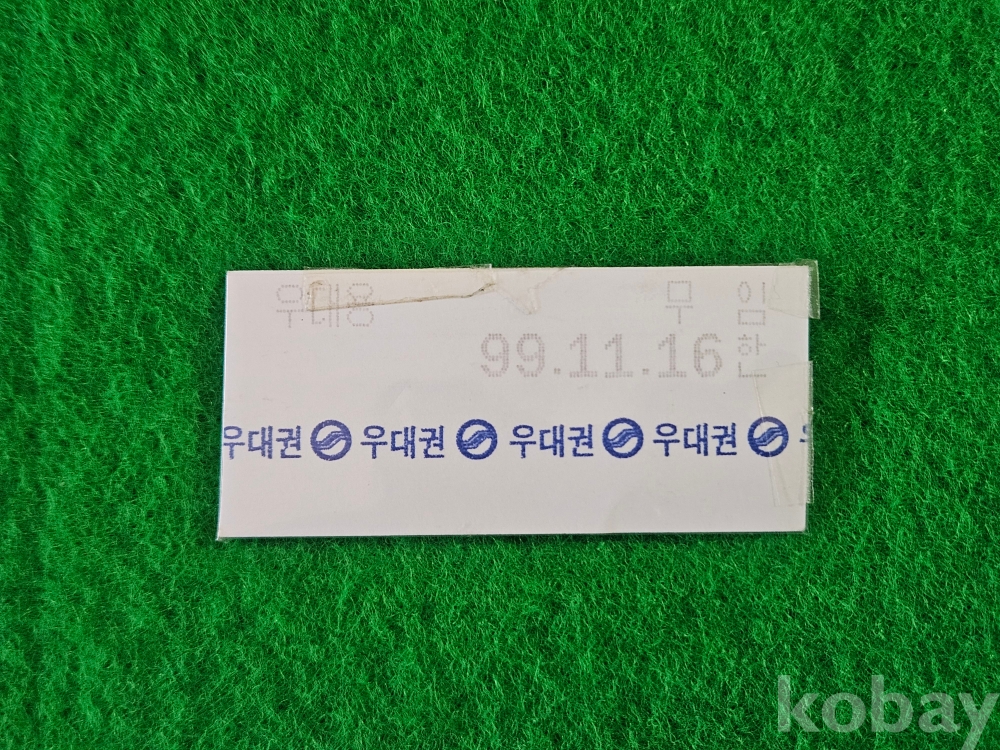 우대용 무 임
99.11.16 한
우대권 우대권 우대권 우대권 우
kobay